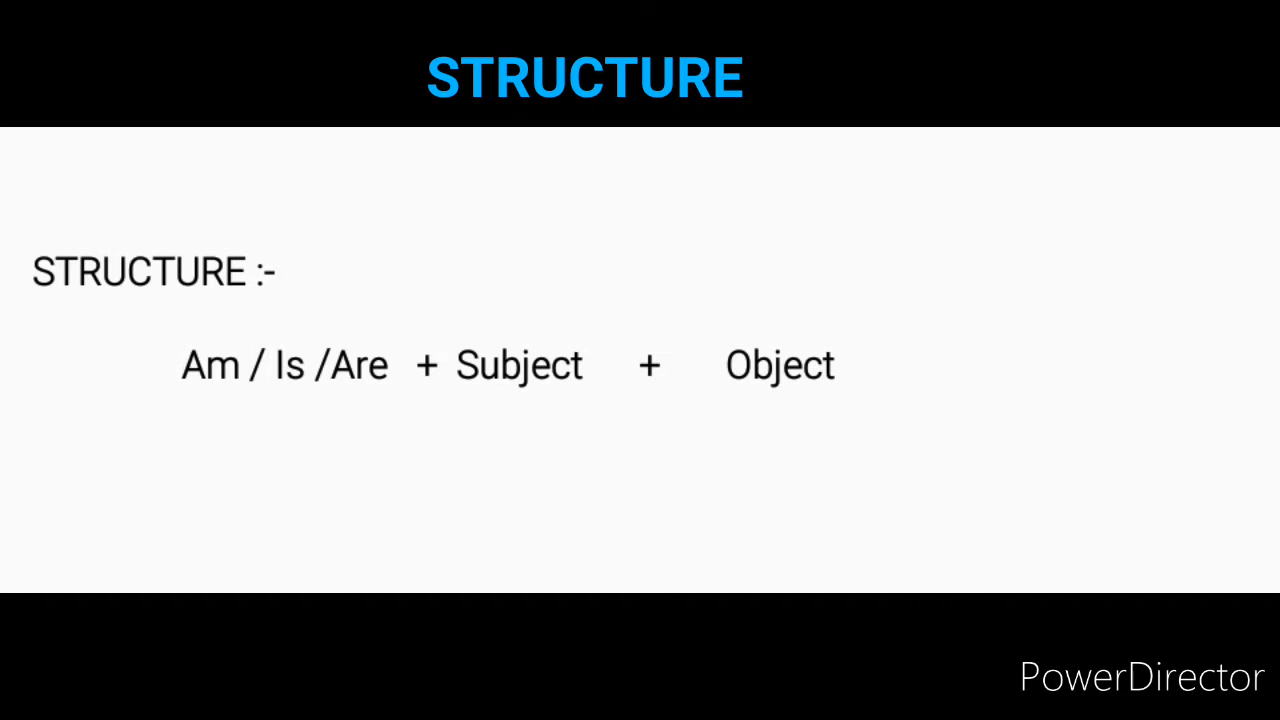 STRUCTURE
STRUCTURE :-
Am / Is /Are + Subject + Object
PowerDirector